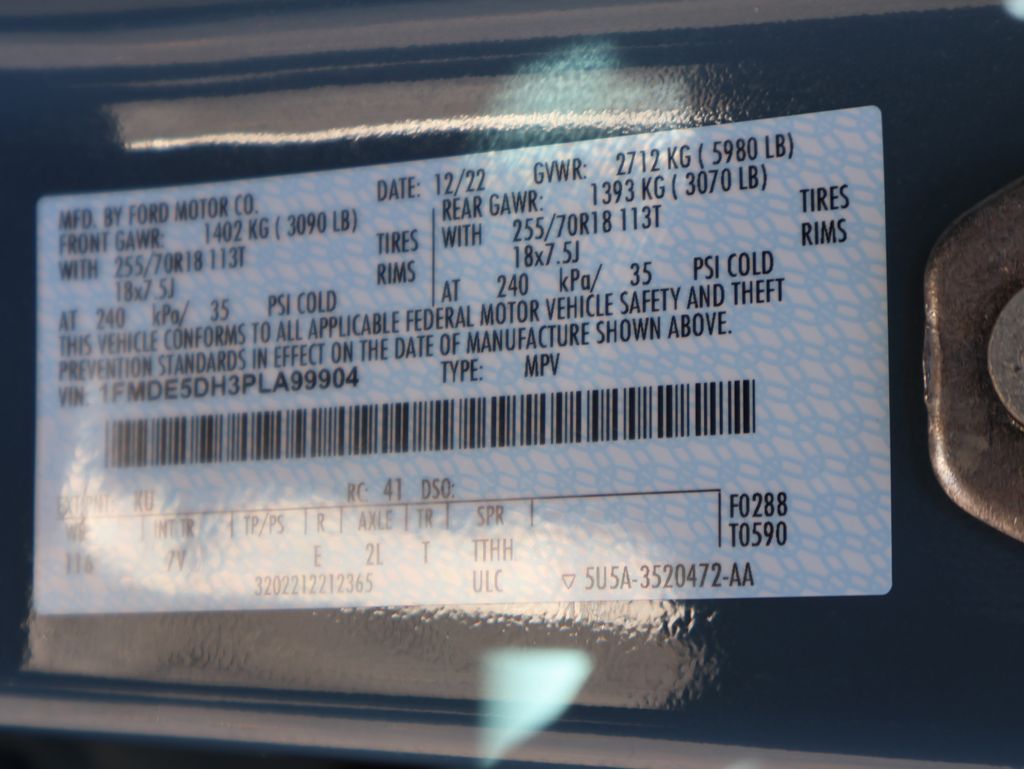 MFD. BY FORD MOTOR CO. DATE: 12/22 GVWR: 2712 KG ( 5980 LB)
FRONT GAWR: 1402 KG ( 3090 LB) REAR GAWR: 1393 KG ( 3070 LB)
WITH 255/70R18 113T TIRES WITH 255/70R18 113T TIRES
18x7.5J RIMS 18x7.5J RIMS
AT 240 kPa/ 35 PSI COLD AT 240 kPa/ 35 PSI COLD
THIS VEHICLE CONFORMS TO ALL APPLICABLE FEDERAL MOTOR VEHICLE SAFETY AND THEFT
PREVENTION STANDARDS IN EFFECT ON THE DATE OF MANUFACTURE SHOWN ABOVE.
VIN: 1FMDE5DH3PLA99904 TYPE: MPV
EXT PNT: KU RC: 41 DSO:
WB INT TR TP/PS R AXLE TR SPR F0288
116 7V E 2L T TTHH T0590
3202212212365 ULC ▽ 5U5A-3520472-AA